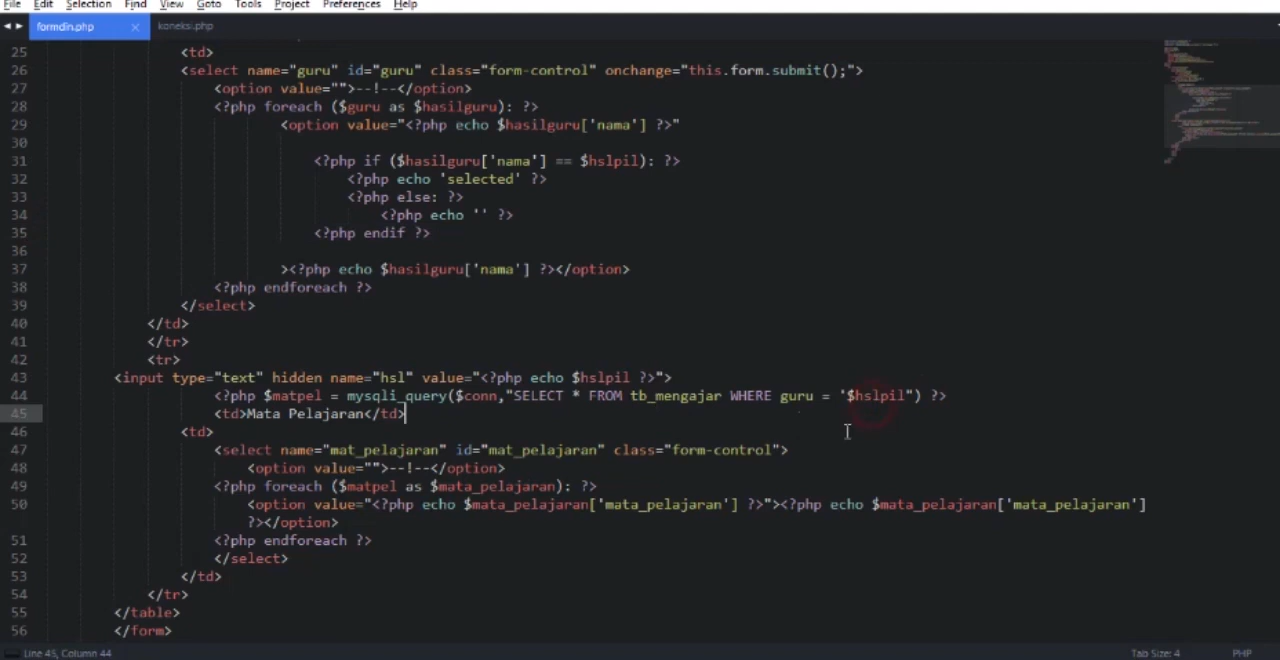 File Edit Selection Find View Goto Tools Project Preferences Help
formdin.php × koneksi.php
25 <td>
26 <select name="guru" id="guru" class="form-control" onchange="this.form.submit();">
27 <option value="">--!--</option>
28 <?php foreach ($guru as $hasilguru): ?>
29 <option value="<?php echo $hasilguru['nama'] ?>"
30
31 <?php if ($hasilguru['nama'] == $hslpil): ?>
32 <?php echo 'selected' ?>
33 <?php else: ?>
34 <?php echo '' ?>
35 <?php endif ?>
36
37 ><?php echo $hasilguru['nama'] ?></option>
38 <?php endforeach ?>
39 </select>
40 </td>
41 </tr>
42 <tr>
43 <input type="text" hidden name="hsl" value="<?php echo $hslpil ?>">
44 <?php $matpel = mysqli_query($conn,"SELECT * FROM tb_mengajar WHERE guru = '$hslpil") ?>
45 <td>Mata Pelajaran</td>
46 <td>
47 <select name="mat_pelajaran" id="mat_pelajaran" class="form-control">
48 <option value="">--!--</option>
49 <?php foreach ($matpel as $mata_pelajaran): ?>
50 <option value="<?php echo $mata_pelajaran['mata_pelajaran'] ?>"><?php echo $mata_pelajaran['mata_pelajaran']
?></option>
51 <?php endforeach ?>
52 </select>
53 </td>
54 </tr>
55 </table>
56 </form>
Line 45, Column 44 Tab Size: 4 PHP